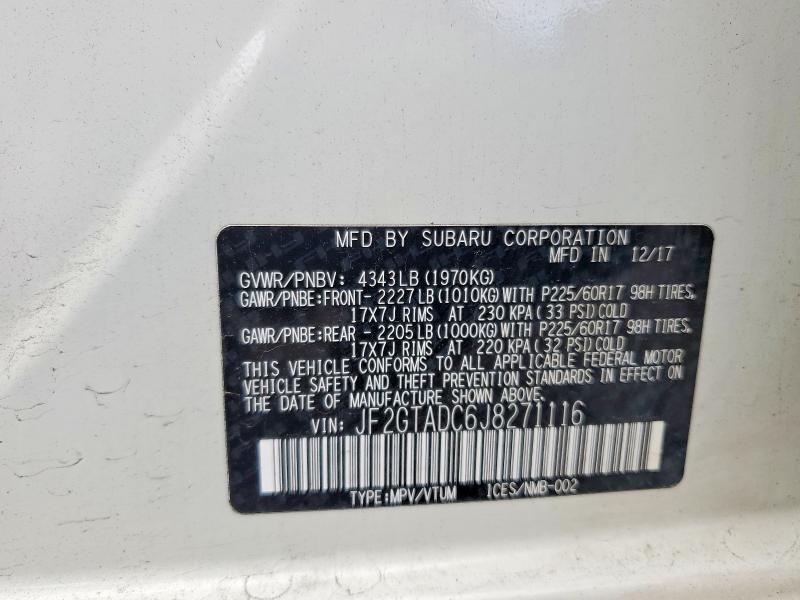 MFD BY SUBARU CORPORATION
MFD IN 12/17
GVWR/PNBV: 4343LB(1970KG)
GAWR/PNBE:FRONT- 2227LB(1010KG)WITH P225/60R17 98H TIRES,
17X7J RIMS AT 230 KPA(33 PSI)COLD
GAWR/PNBE:REAR - 2205LB(1000KG)WITH P225/60R17 98H TIRES,
17X7J RIMS AT 220 KPA(32 PSI)COLD
THIS VEHICLE CONFORMS TO ALL APPLICABLE FEDERAL MOTOR
VEHICLE SAFETY AND THEFT PREVENTION STANDARDS IN EFFECT ON
THE DATE OF MANUFACTURE SHOWN ABOVE.
VIN: JF2GTADC6J8271116
TYPE:MPV/VTUM ICES/NMB-002